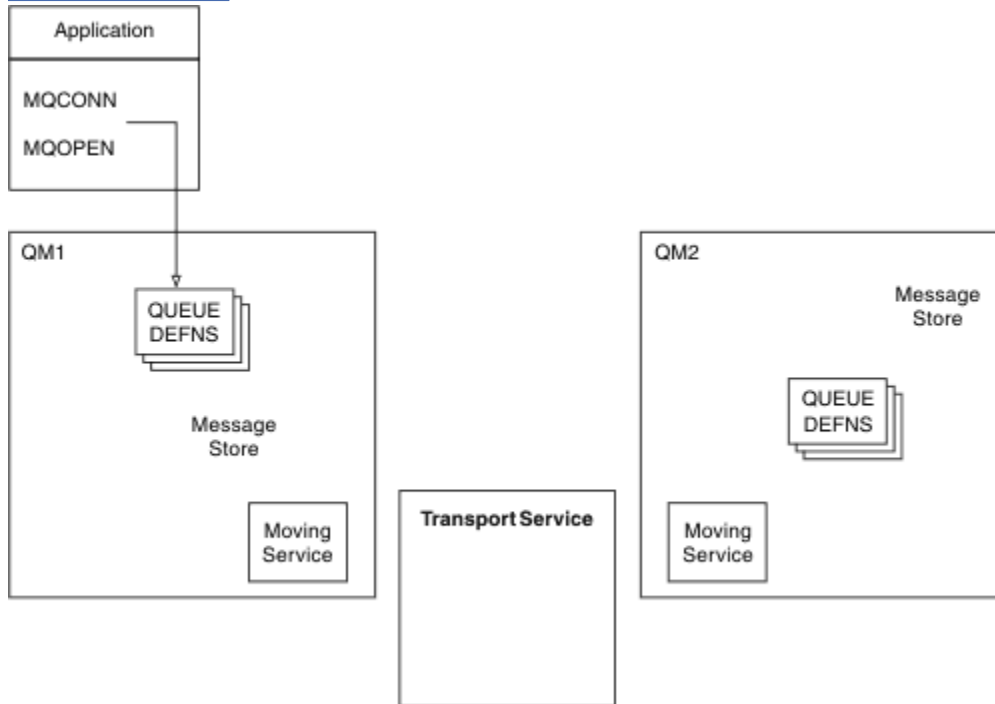 Application
MQCONN
MQOPEN
QM1
QUEUE
DEFNS
Message
Store
Moving
Service
Transport Service
QM2
Message
Store
QUEUE
DEFNS
Moving
Service